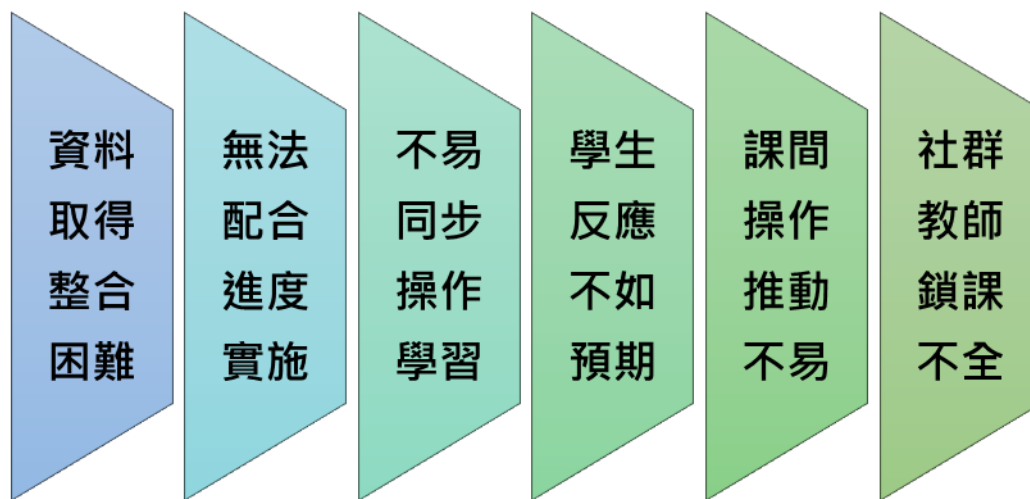 資料
取得
整合
困難
無法
配合
進度
實施
不易
同步
操作
學習
學生
反應
不如
預期
課間
操作
推動
不易
社群
教師
鎖課
不全